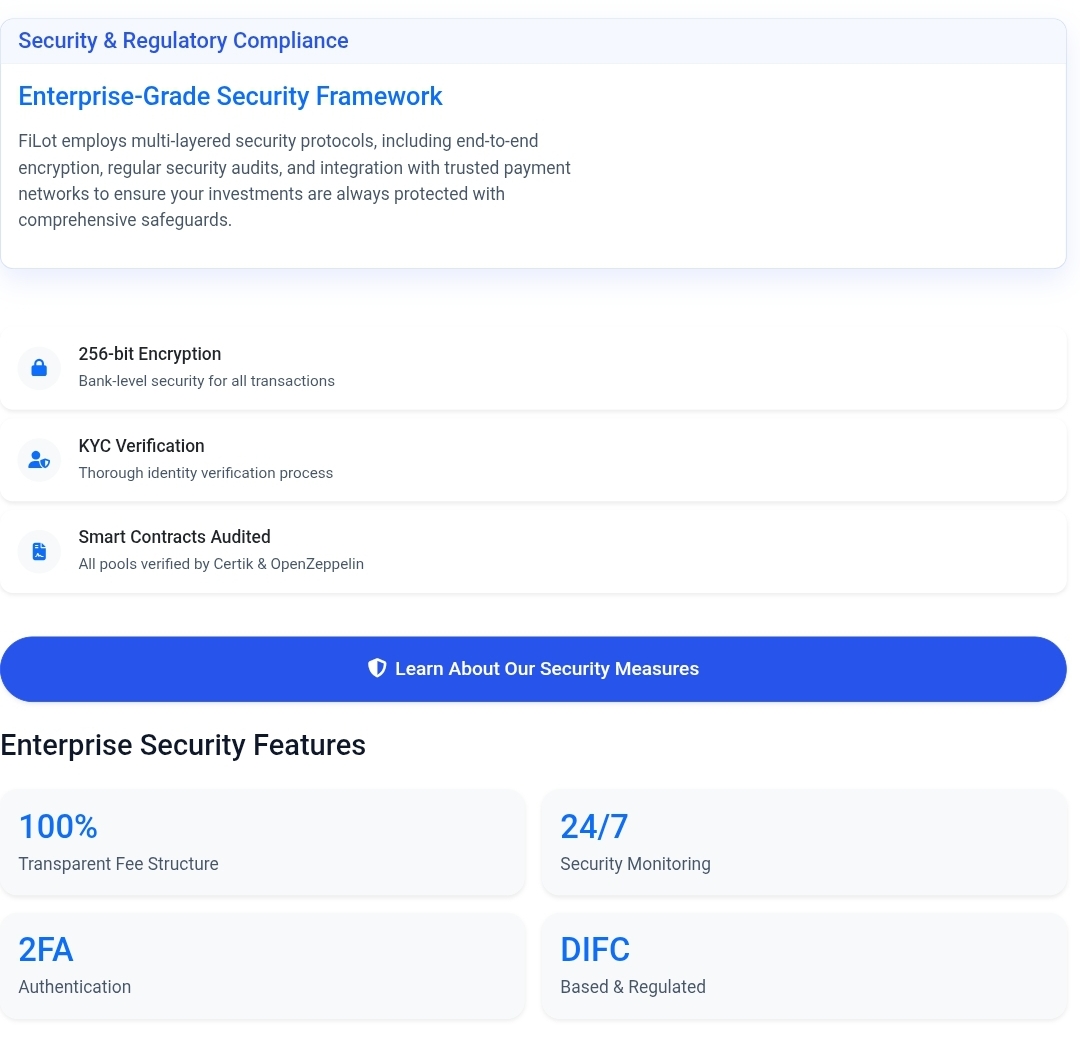 Security & Regulatory Compliance
Enterprise-Grade Security Framework
FiLot employs multi-layered security protocols, including end-to-end
encryption, regular security audits, and integration with trusted payment
networks to ensure your investments are always protected with
comprehensive safeguards.
256-bit Encryption
Bank-level security for all transactions
KYC Verification
Thorough identity verification process
Smart Contracts Audited
All pools verified by Certik & OpenZeppelin
Learn About Our Security Measures
Enterprise Security Features
100%
Transparent Fee Structure
24/7
Security Monitoring
2FA
Authentication
DIFC
Based & Regulated